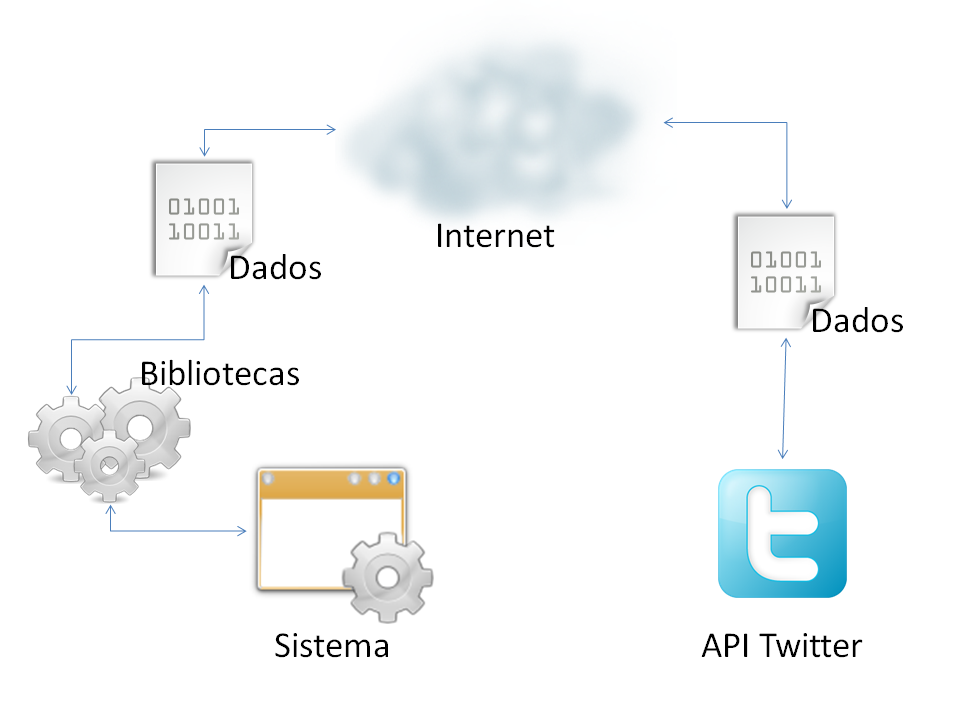 Internet
01001
10011
Dados
01001
10011
Dados
Bibliotecas
Sistema
API Twitter